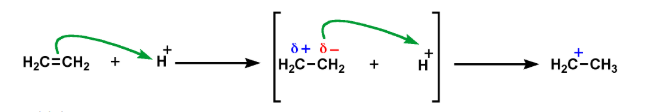 H₂C=CH₂ + H⁺ [ δ+ δ− H₂C−CH₂ + H⁺ ] H₂C⁺−CH₃